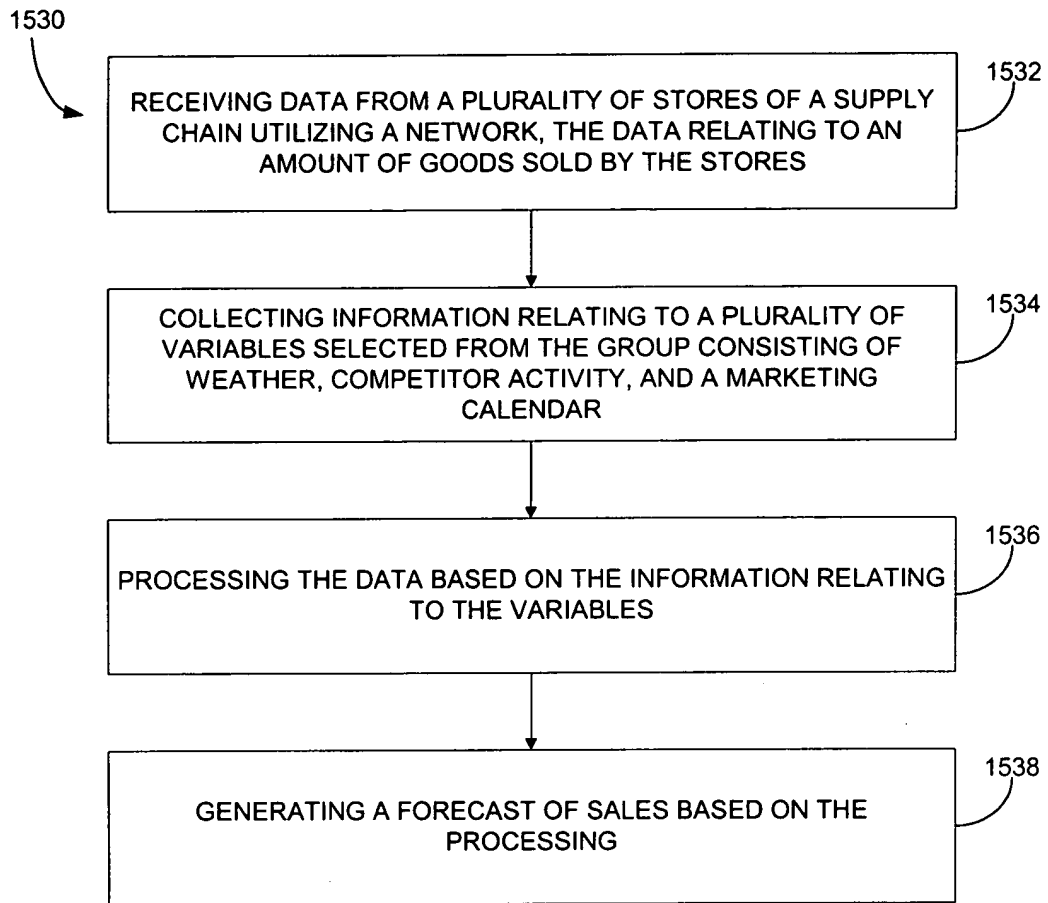 1530
1532
RECEIVING DATA FROM A PLURALITY OF STORES OF A SUPPLY
CHAIN UTILIZING A NETWORK, THE DATA RELATING TO AN
AMOUNT OF GOODS SOLD BY THE STORES
1534
COLLECTING INFORMATION RELATING TO A PLURALITY OF
VARIABLES SELECTED FROM THE GROUP CONSISTING OF
WEATHER, COMPETITOR ACTIVITY, AND A MARKETING
CALENDAR
1536
PROCESSING THE DATA BASED ON THE INFORMATION RELATING
TO THE VARIABLES
1538
GENERATING A FORECAST OF SALES BASED ON THE
PROCESSING